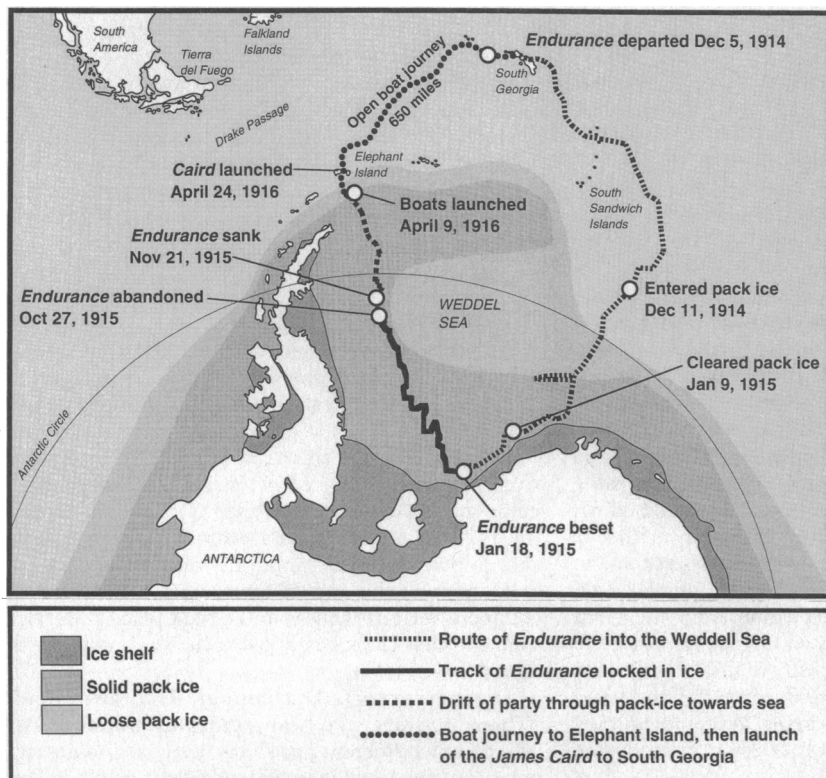 South
America
Falkland
Islands
Tierra
del Fuego
Drake Passage
Endurance departed Dec 5, 1914
South
Georgia
Open boat journey
650 miles
Elephant
Island
Caird launched
April 24, 1916
Boats launched
April 9, 1916
South
Sandwich
Islands
Endurance sank
Nov 21, 1915
Endurance abandoned
Oct 27, 1915
WEDDEL
SEA
Entered pack ice
Dec 11, 1914
Cleared pack ice
Jan 9, 1915
Antarctic Circle
Endurance beset
Jan 18, 1915
ANTARCTICA
Ice shelf
Solid pack ice
Loose pack ice
Route of Endurance into the Weddell Sea
Track of Endurance locked in ice
Drift of party through pack-ice towards sea
Boat journey to Elephant Island, then launch
of the James Caird to South Georgia